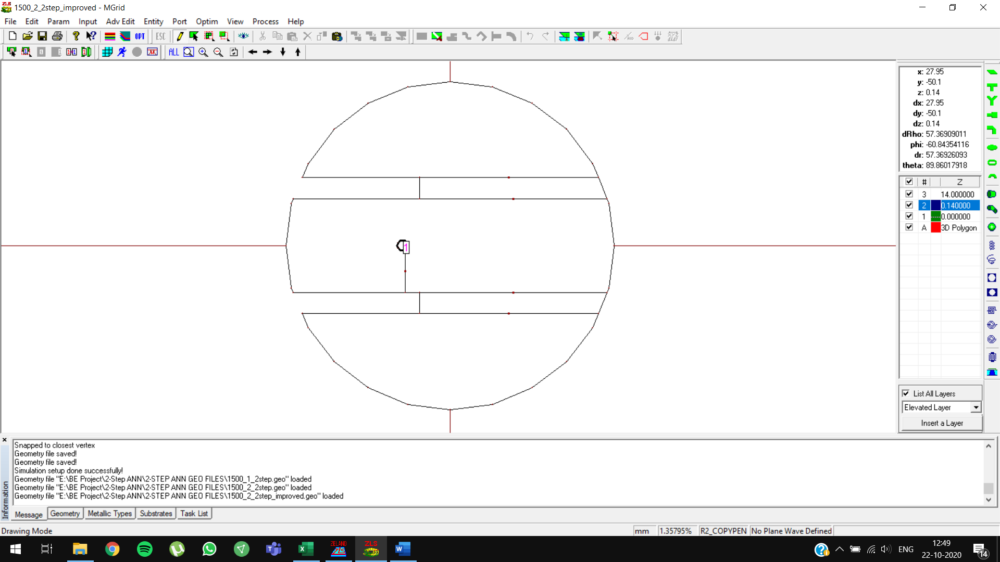 1500_2_2step_improved - MGrid
File Edit Param Input Adv Edit Entity Port Optim View Process Help
OPT ESC
ALL
x: 27.95
y: -50.1
z: 0.14
dx: 27.95
dy: -50.1
dz: 0.14
dRho: 57.36909011
phi: -60.84354116
dr: 57.36926093
theta: 89.86017918
# Z
3 14.000000
2 0.140000
1 0.000000
A 3D Polygon
1
List All Layers
Elevated Layer
Insert a Layer
Information
Snapped to closest vertex
Geometry file saved!
Geometry file saved!
Simulation setup done successfully!
Geometry file "E:\BE Project\2-Step ANN\2-STEP ANN GEO FILES\1500_1_2step.geo" loaded
Geometry file "E:\BE Project\2-Step ANN\2-STEP ANN GEO FILES\1500_2_2step.geo" loaded
Geometry file "E:\BE Project\2-Step ANN\2-STEP ANN GEO FILES\1500_2_2step_improved.geo" loaded
Message Geometry Metallic Types Substrates Task List
Drawing Mode mm 1.35795% R2_COPYPEN No Plane Wave Defined
ZELAND ZLS
ENG
12:49
22-10-2020
14